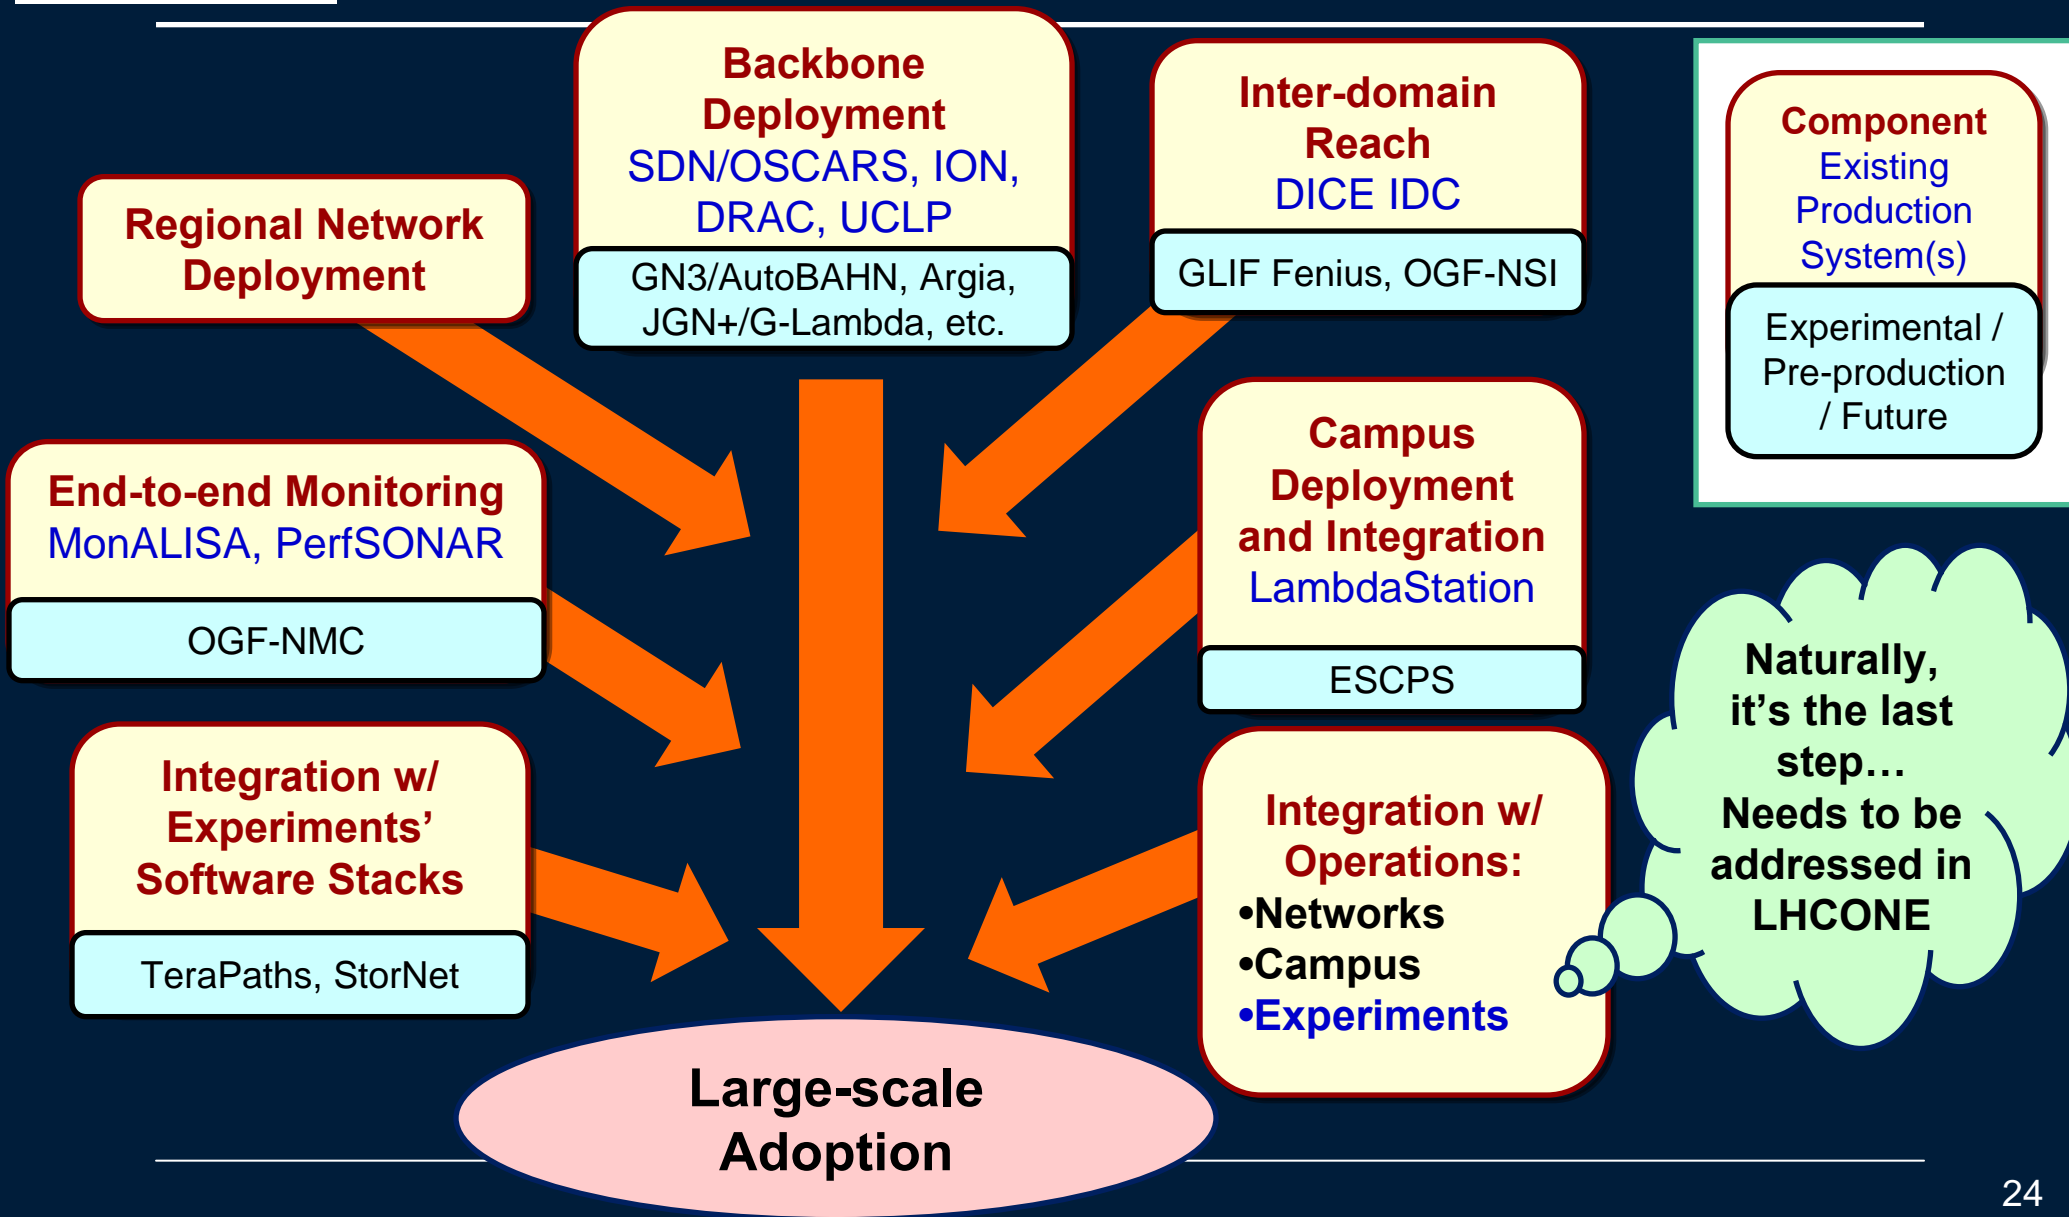 Backbone
Deployment
SDN/OSCARS, ION,
DRAC, UCLP
GN3/AutoBAHN, Argia,
JGN+/G-Lambda, etc.
Inter-domain
Reach
DICE IDC
GLIF Fenius, OGF-NSI
Component
Existing
Production
System(s)
Experimental /
Pre-production
/ Future
Regional Network
Deployment
End-to-end Monitoring
MonALISA, PerfSONAR
OGF-NMC
Campus
Deployment
and Integration
LambdaStation
ESCPS
Integration w/
Experiments’
Software Stacks
TeraPaths, StorNet
Integration w/
Operations:
•Networks
•Campus
•Experiments
Naturally,
it’s the last
step…
Needs to be
addressed in
LHCONE
Large-scale
Adoption
24